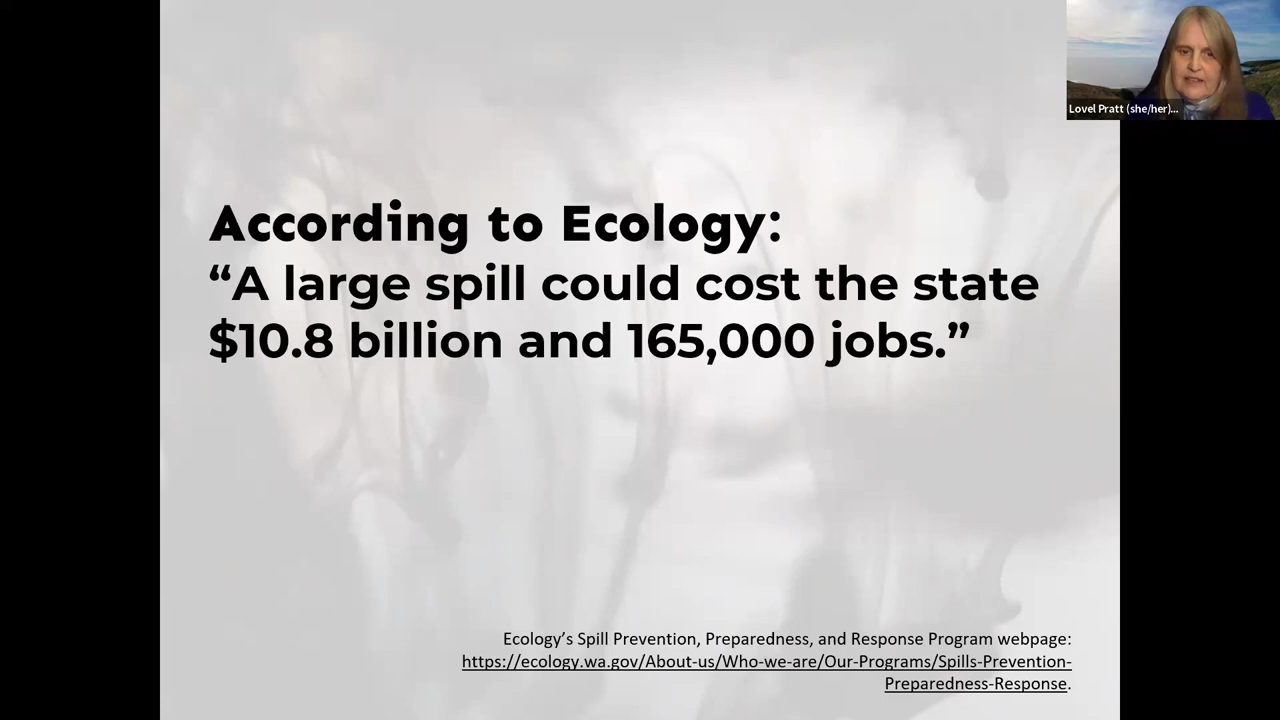 Lovel Pratt (she/her)...
According to Ecology:
“A large spill could cost the state
$10.8 billion and 165,000 jobs.”
Ecology’s Spill Prevention, Preparedness, and Response Program webpage:
https://ecology.wa.gov/About-us/Who-we-are/Our-Programs/Spills-Prevention-
Preparedness-Response.